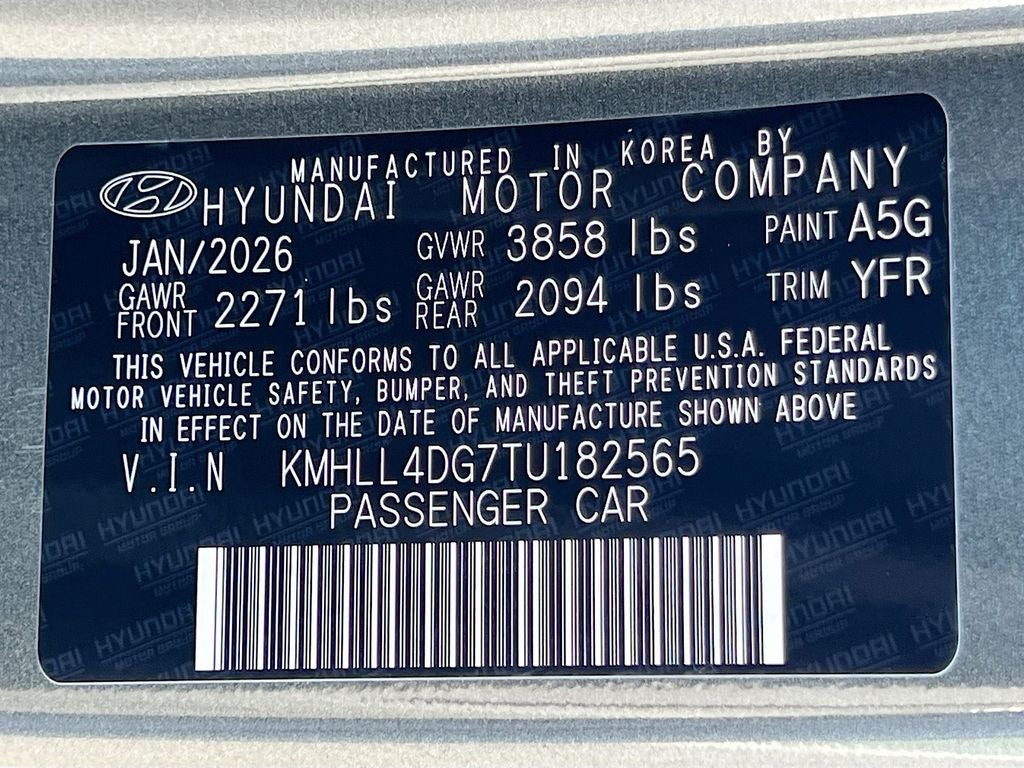 MANUFACTURED IN KOREA BY
HYUNDAI MOTOR COMPANY
JAN/2026 GVWR 3858 lbs PAINT A5G
GAWR FRONT 2271 lbs GAWR REAR 2094 lbs TRIM YFR
THIS VEHICLE CONFORMS TO ALL APPLICABLE U.S.A. FEDERAL
MOTOR VEHICLE SAFETY, BUMPER, AND THEFT PREVENTION STANDARDS
IN EFFECT ON THE DATE OF MANUFACTURE SHOWN ABOVE
V.I.N KMHLL4DG7TU182565
PASSENGER CAR